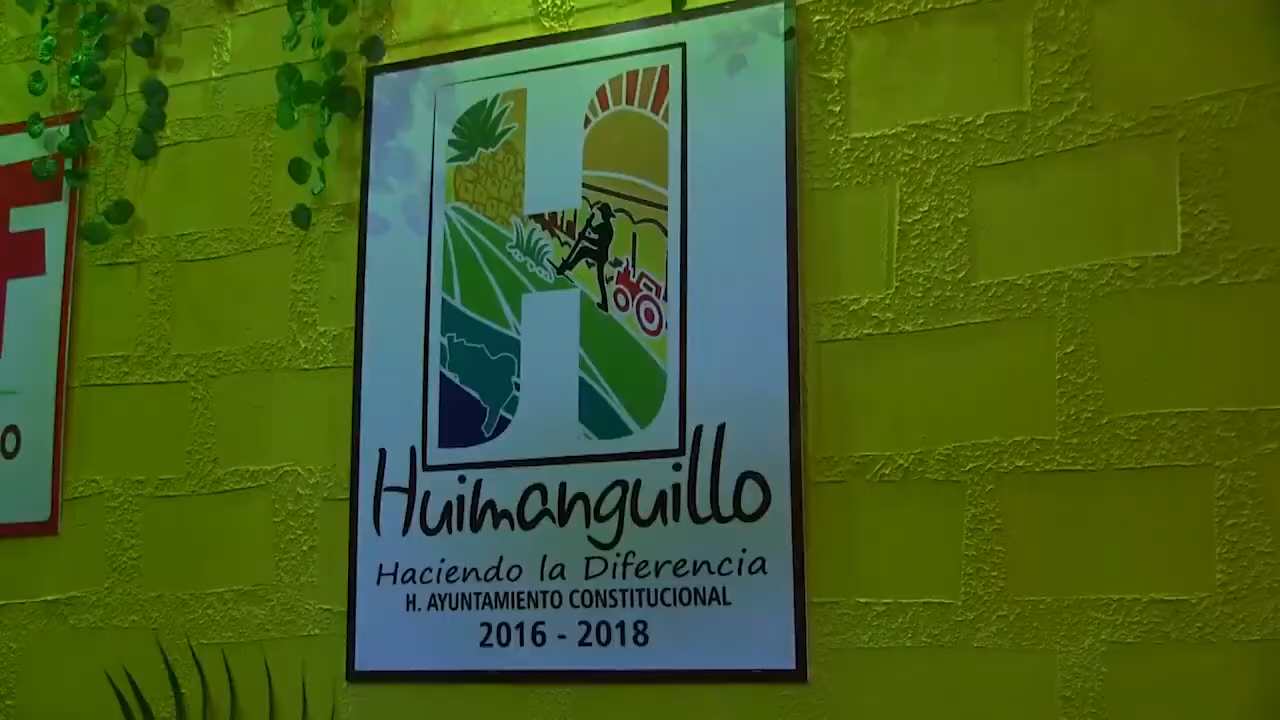 Huimanguillo
Haciendo la Diferencia
H. AYUNTAMIENTO CONSTITUCIONAL
2016 - 2018